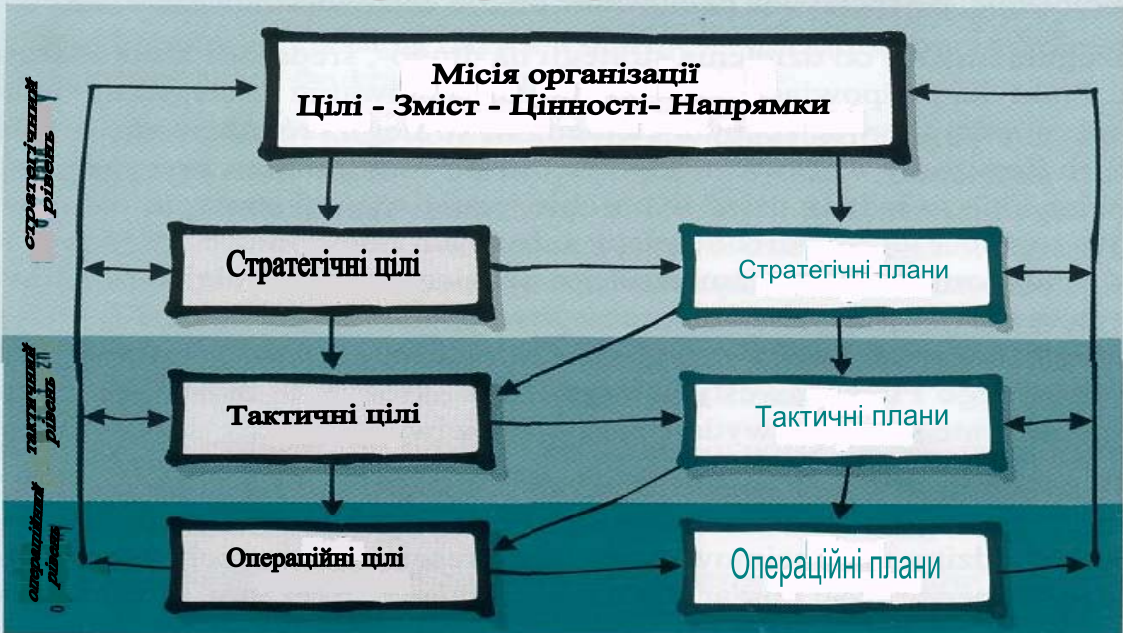 Місія організації
Цілі - Зміст - Цінності- Напрямки
стратегічний
рівень
Стратегічні цілі
Стратегічні плани
тактичний
рівень
Тактичні цілі
Тактичні плани
операційний
рівень
Операційні цілі
Операційні плани